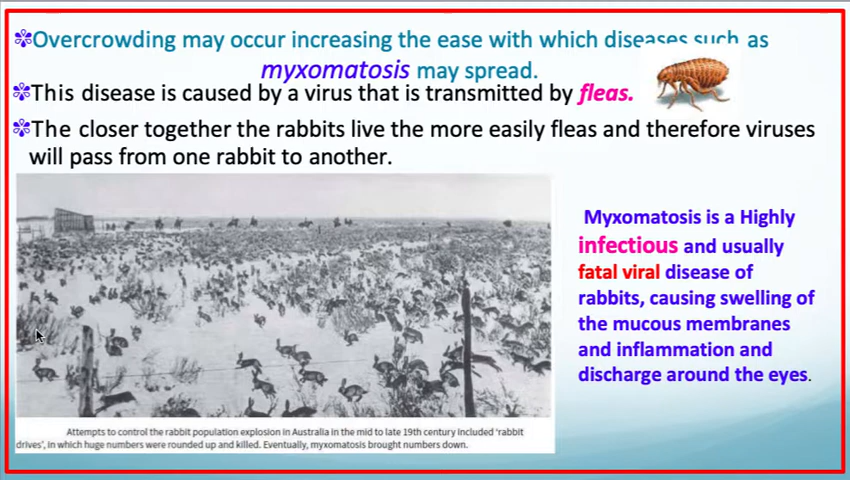 ✽Overcrowding may occur increasing the ease with which diseases such as
myxomatosis may spread.
✽This disease is caused by a virus that is transmitted by fleas.
✽The closer together the rabbits live the more easily fleas and therefore viruses
will pass from one rabbit to another.
Myxomatosis is a Highly
infectious and usually
fatal viral disease of
rabbits, causing swelling of
the mucous membranes
and inflammation and
discharge around the eyes.
Attempts to control the rabbit population explosion in Australia in the mid to late 19th century included 'rabbit
drives', in which huge numbers were rounded up and killed. Eventually, myxomatosis brought numbers down.